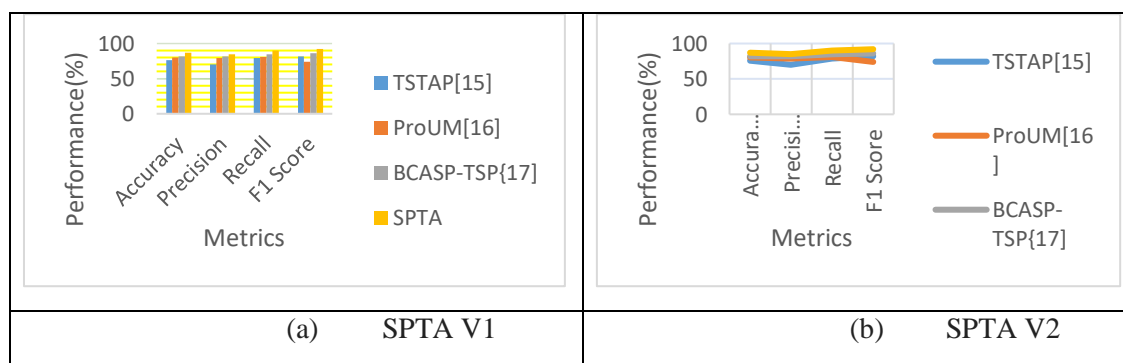 100
50
0
Performance(%)
Accuracy
Precision
Recall
F1 Score
Metrics
TSTAP[15]
ProUM[16]
BCASP-TSP{17]
SPTA
100
50
0
Performance(%)
Accura...
Precisi...
Recall
F1 Score
Metrics
TSTAP[15]
ProUM[16
]
BCASP-
TSP{17]
(a) SPTA V1
(b) SPTA V2